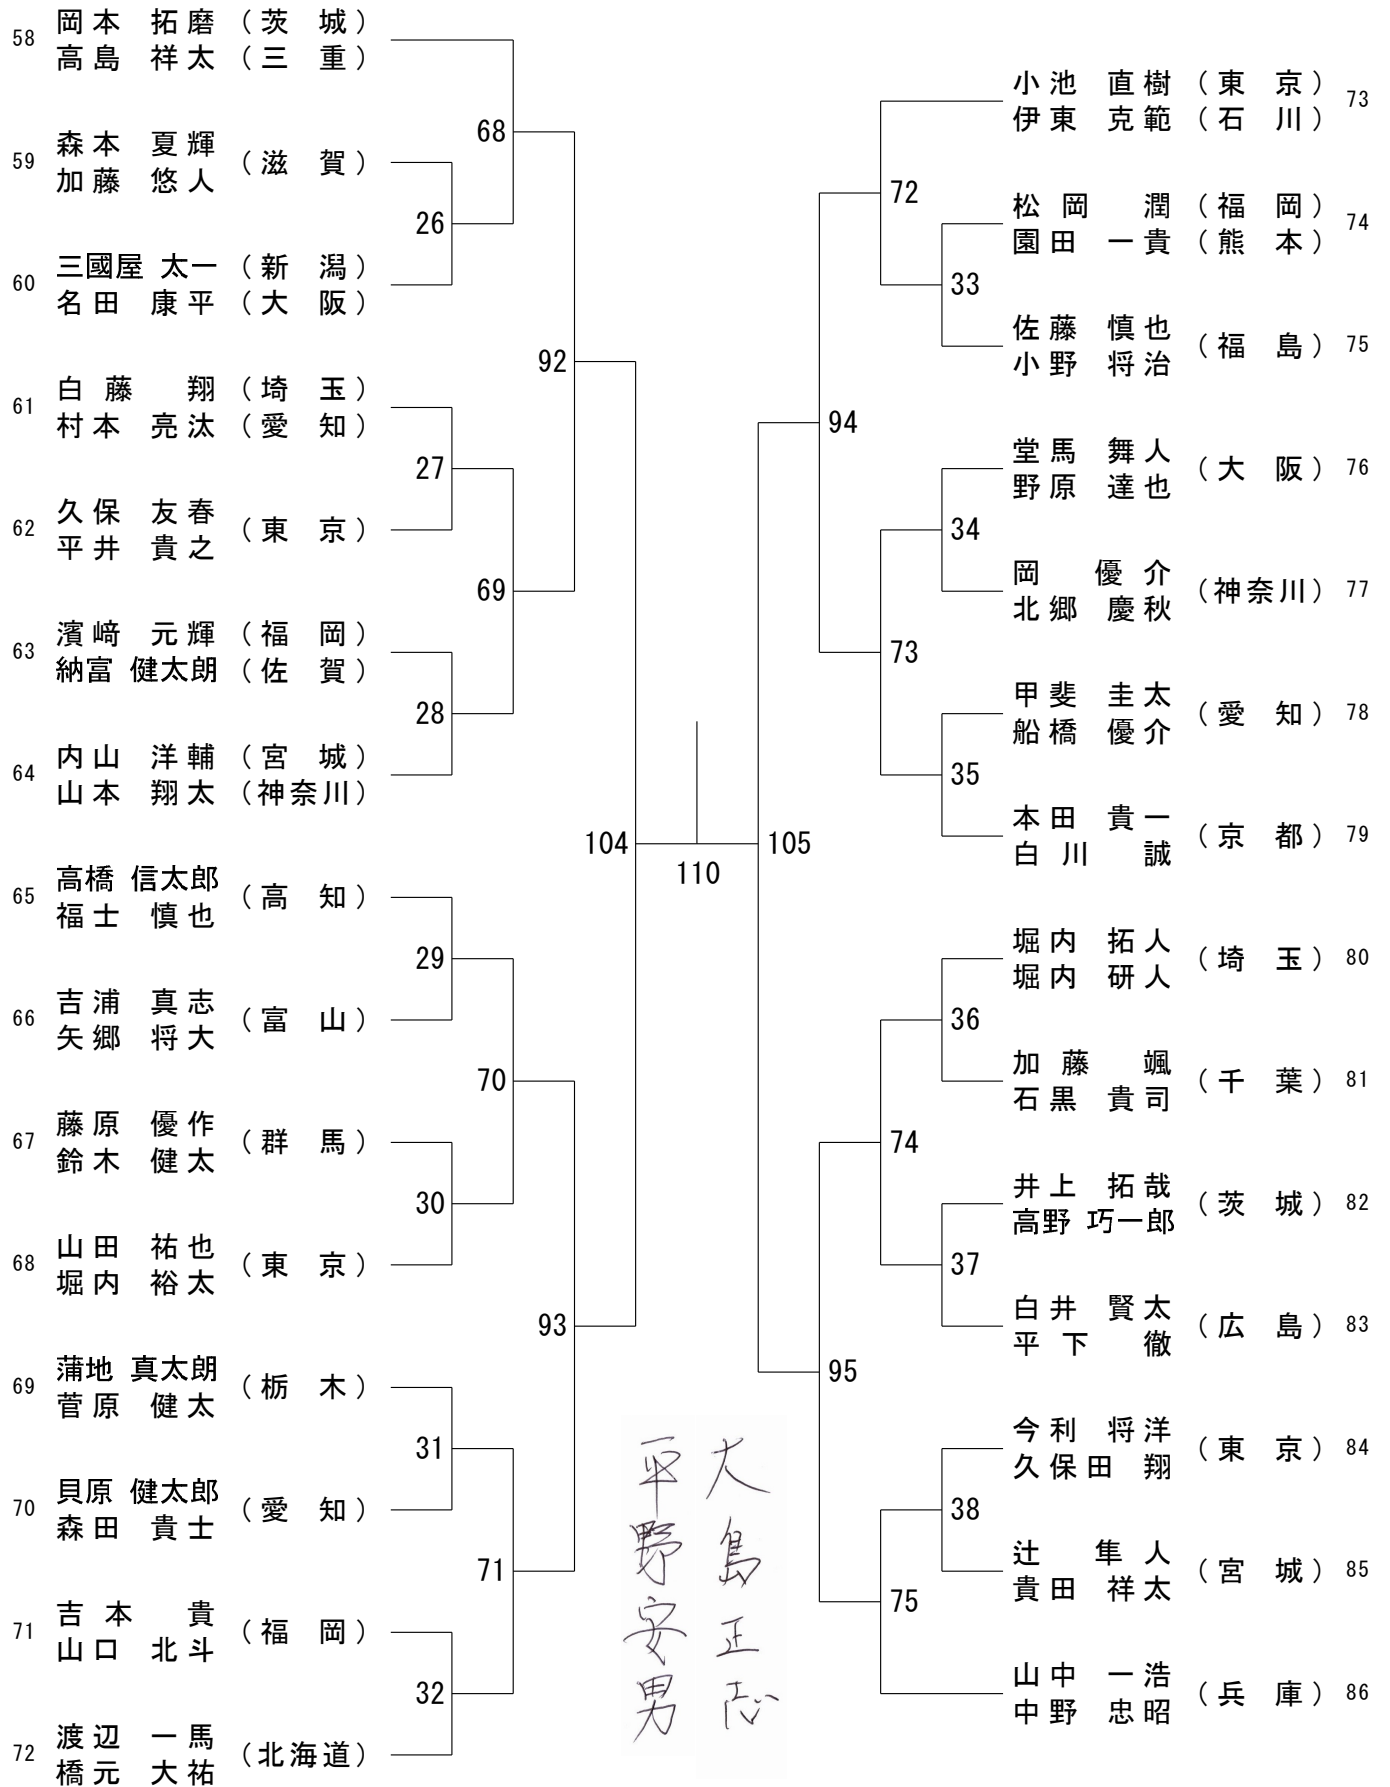 58 岡本 拓磨 (茨城)
高島 祥太 (三重)
59 森本 夏輝 (滋賀)
加藤 悠人
60 三國屋 太一 (新潟)
名田 康平 (大阪)
61 白藤 翔 (埼玉)
村本 亮汰 (愛知)
62 久保 友春 (東京)
平井 貴之
63 濱﨑 元輝 (福岡)
納富 健太朗 (佐賀)
64 内山 洋輔 (宮城)
山本 翔太 (神奈川)
65 高橋 信太郎 (高知)
福士 慎也
66 吉浦 真志 (富山)
矢郷 将大
67 藤原 優作 (群馬)
鈴木 健太
68 山田 祐也 (東京)
堀内 裕太
69 蒲地 真太朗 (栃木)
菅原 健太
70 貝原 健太郎 (愛知)
森田 貴士
71 吉本 貴 (福岡)
山口 北斗
72 渡辺 一馬 (北海道)
橋元 大祐
26
27
28
29
30
31
32
68
69
70
71
92
93
104
110
105
94
95
72
73
74
75
33
34
35
36
37
38
小池 直樹 (東京) 73
伊東 克範 (石川)
松岡 潤 (福岡) 74
園田 一貴 (熊本)
佐藤 慎也 (福島) 75
小野 将治
堂馬 舞人 (大阪) 76
野原 達也
岡 優介 (神奈川) 77
北郷 慶秋
甲斐 圭太 (愛知) 78
船橋 優介
本田 貴一 (京都) 79
白川 誠
堀内 拓人 (埼玉) 80
堀内 研人
加藤 颯 (千葉) 81
石黒 貴司
井上 拓哉 (茨城) 82
高野 巧一郎
白井 賢太 (広島) 83
平下 徹
今利 将洋 (東京) 84
久保田 翔
辻 隼人 (宮城) 85
貴田 祥太
山中 一浩 (兵庫) 86
中野 忠昭
大島正志
平野安男